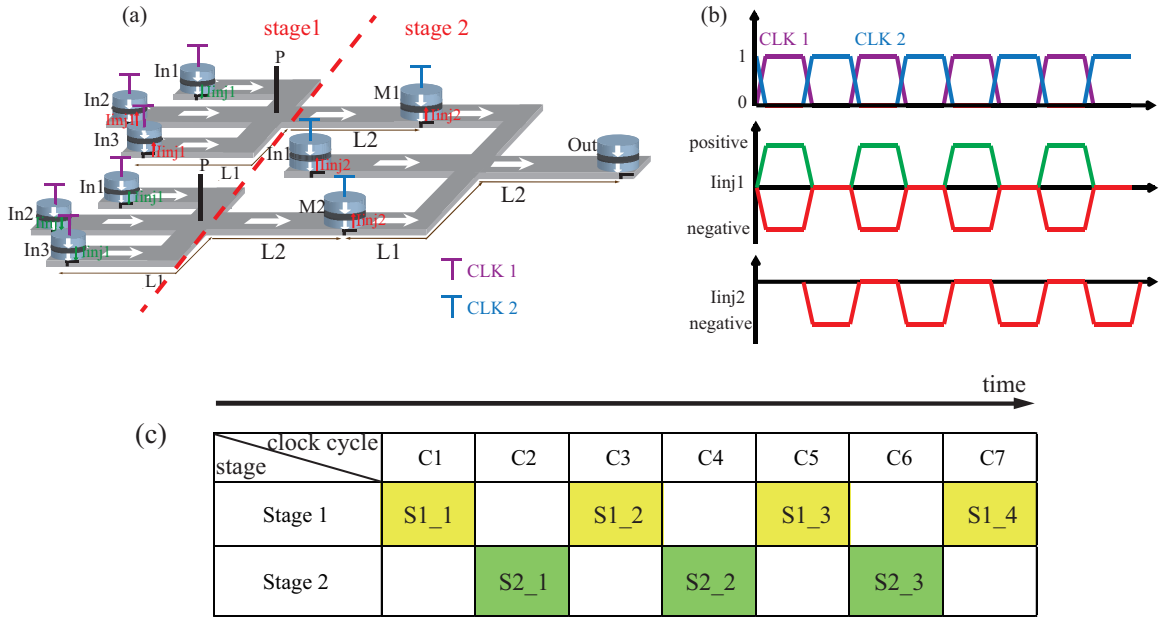 (a)
stage1
stage 2
P
In1
Iinj1
M1
In2
Iinj1
Iinj2
In3
Iinj1
L2
In1
Iinj2
Out
L1
P
In1
Iinj1
L2
In2
M2
Iinj2
In3
Iinj1
L2
L1
L1
CLK 1
CLK 2
(b)
CLK 1
CLK 2
1
0
positive
Iinj1
negative
Iinj2
negative
time
(c)
clock cycle
stage
C1
C2
C3
C4
C5
C6
C7
Stage 1
S1_1
S1_2
S1_3
S1_4
Stage 2
S2_1
S2_2
S2_3